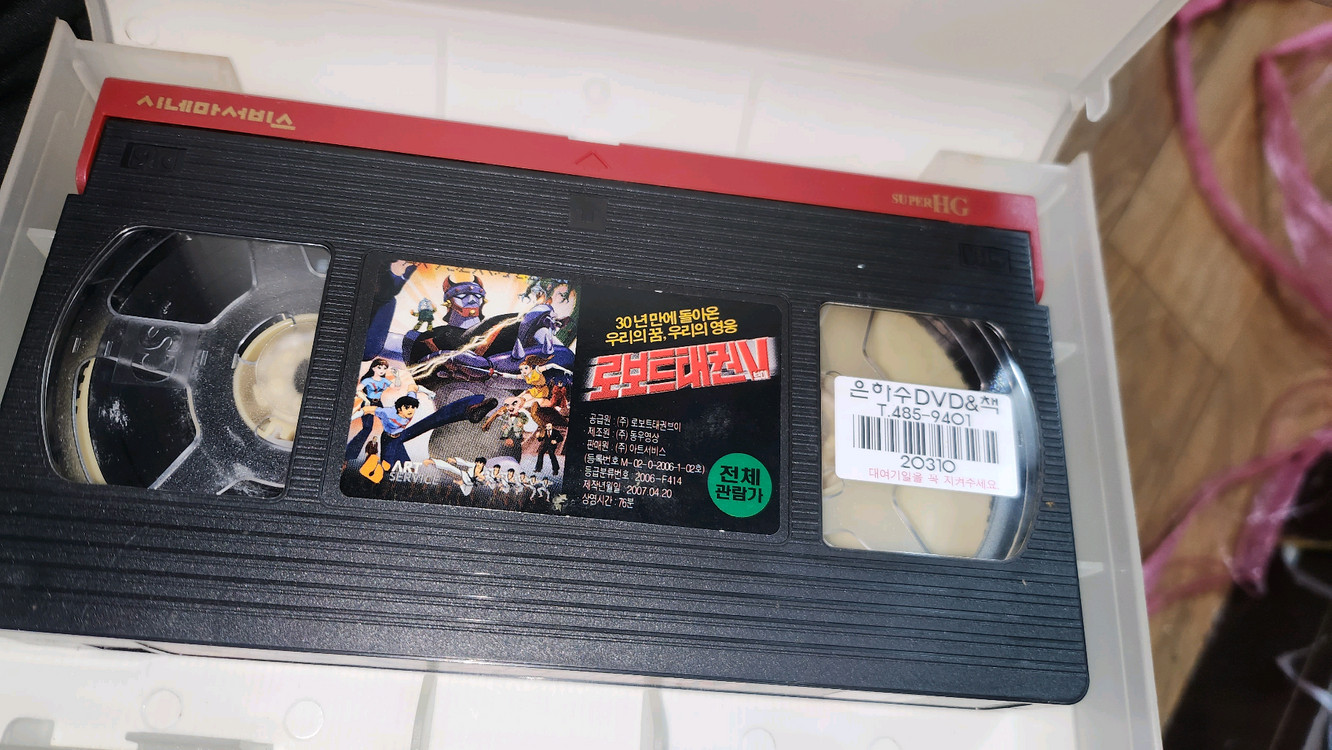 시네마서비스
SUPER HG
30년만에 돌아온
우리의 꿈, 우리의 영웅
로보트태권V
공급원 : (주) 로보트태권브이
제조원 : (주) 동우영상
판매원 : (주) 아트서비스
(등록번호 M-02-0-2006-1-02호)
등급분류번호 : 2006-F414
제작년월일 : 2007.04.20
상영시간 : 76분
전체
관람가
ART
SERVICE
은하수DVD&책
T.485-9401
20310
대여기일을 꼭 지켜주세요.